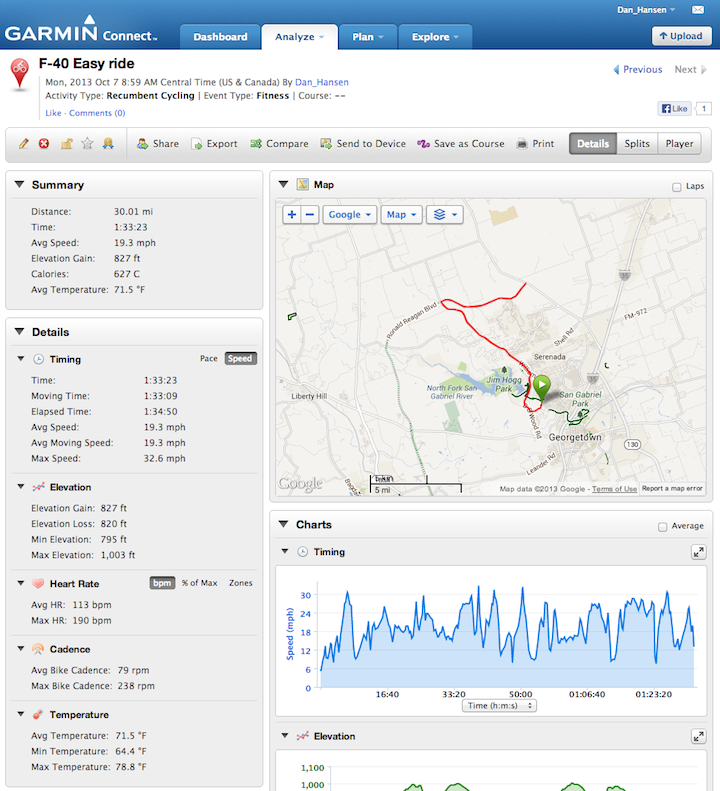 Dan_Hansen
GARMIN Connect™
Dashboard Analyze Plan Explore
Upload
F-40 Easy ride
Mon, 2013 Oct 7 8:59 AM Central Time (US & Canada) By Dan_Hansen
Activity Type: Recumbent Cycling | Event Type: Fitness | Course: --
Like · Comments (0)
Previous Next
Like 1
Share Export Compare Send to Device Save as Course Print Details Splits Player
Summary
Distance: 30.01 mi
Time: 1:33:23
Avg Speed: 19.3 mph
Elevation Gain: 827 ft
Calories: 627 C
Avg Temperature: 71.5 °F
Details
Timing Pace Speed
Time: 1:33:23
Moving Time: 1:33:09
Elapsed Time: 1:34:50
Avg Speed: 19.3 mph
Avg Moving Speed: 19.3 mph
Max Speed: 32.6 mph
Elevation
Elevation Gain: 827 ft
Elevation Loss: 820 ft
Min Elevation: 795 ft
Max Elevation: 1,003 ft
Heart Rate bpm % of Max Zones
Avg HR: 113 bpm
Max HR: 190 bpm
Cadence
Avg Bike Cadence: 79 rpm
Max Bike Cadence: 238 rpm
Temperature
Avg Temperature: 71.5 °F
Min Temperature: 64.4 °F
Max Temperature: 78.8 °F
Map Laps
+ − Google Map
Ronald Reagan Blvd
FM-972
Shell Rd
Serenada
Jim Hogg
Park
North Fork San
Gabriel River
San Gabriel
Park
Liberty Hill
Wood Rd
Georgetown
130
Leander Rd
Google
5 mi
Map data ©2013 Google - Terms of Use Report a map error
Charts Average
Timing
Speed (mph)
30
24
18
12
6
0
16:40 33:20 50:00 01:06:40 01:23:20
Time (h:m:s)
Elevation
1,100
1,000